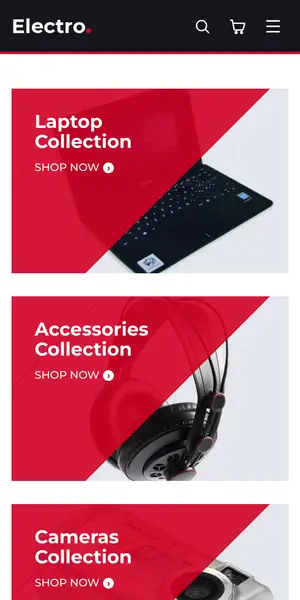 Electro.
Laptop
Collection
SHOP NOW
Accessories
Collection
SHOP NOW
Cameras
Collection
SHOP NOW